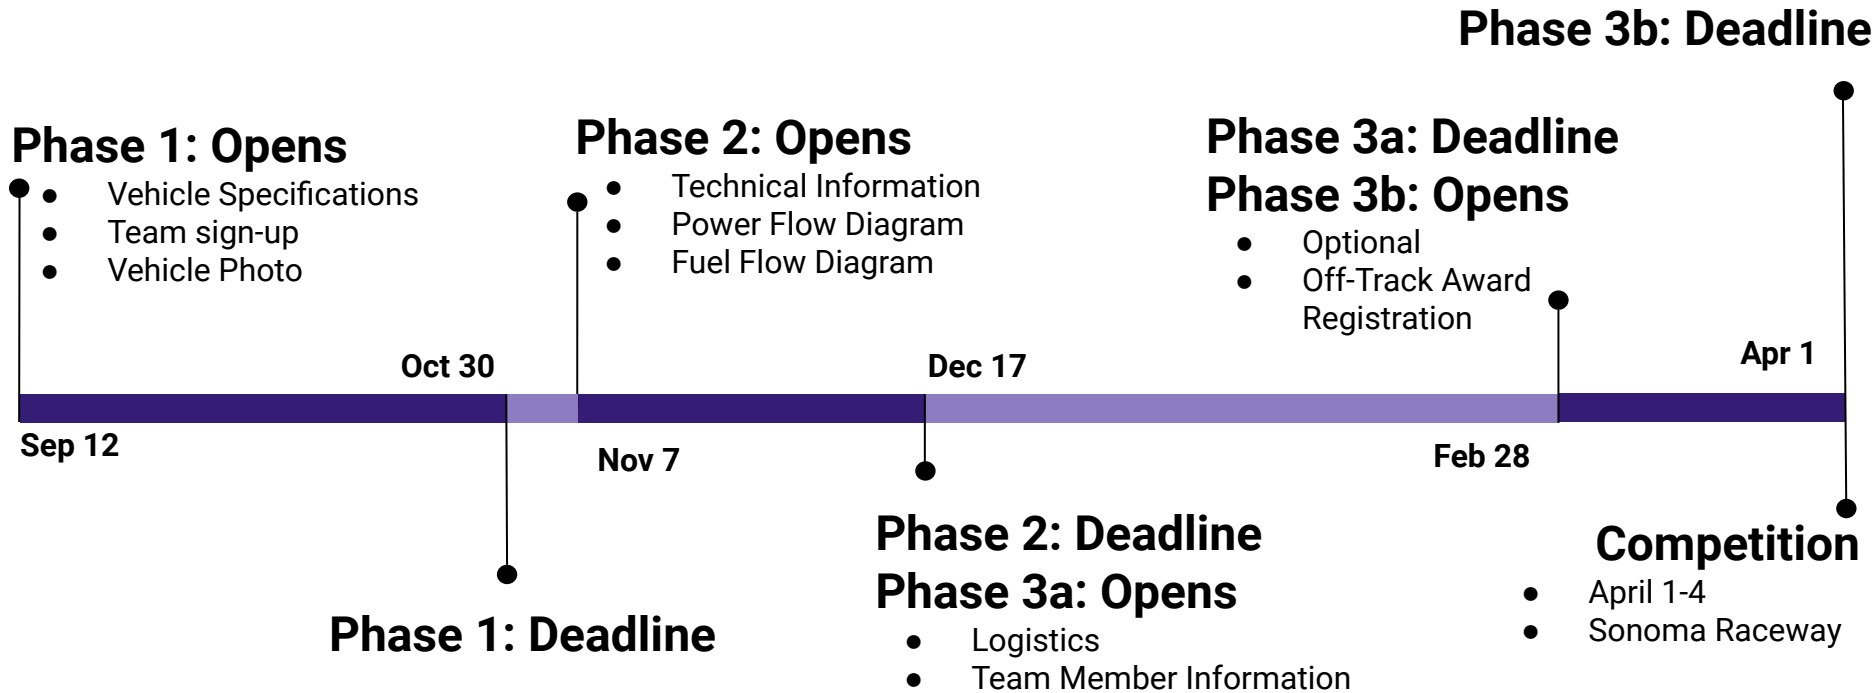 Phase 3b: Deadline
Phase 1: Opens
● Vehicle Specifications
● Team sign-up
● Vehicle Photo
Phase 2: Opens
● Technical Information
● Power Flow Diagram
● Fuel Flow Diagram
Phase 3a: Deadline
Phase 3b: Opens
● Optional
● Off-Track Award
Registration
Oct 30
Dec 17
Apr 1
Sep 12
Nov 7
Feb 28
Phase 1: Deadline
Phase 2: Deadline
Phase 3a: Opens
● Logistics
● Team Member Information
Competition
● April 1-4
● Sonoma Raceway